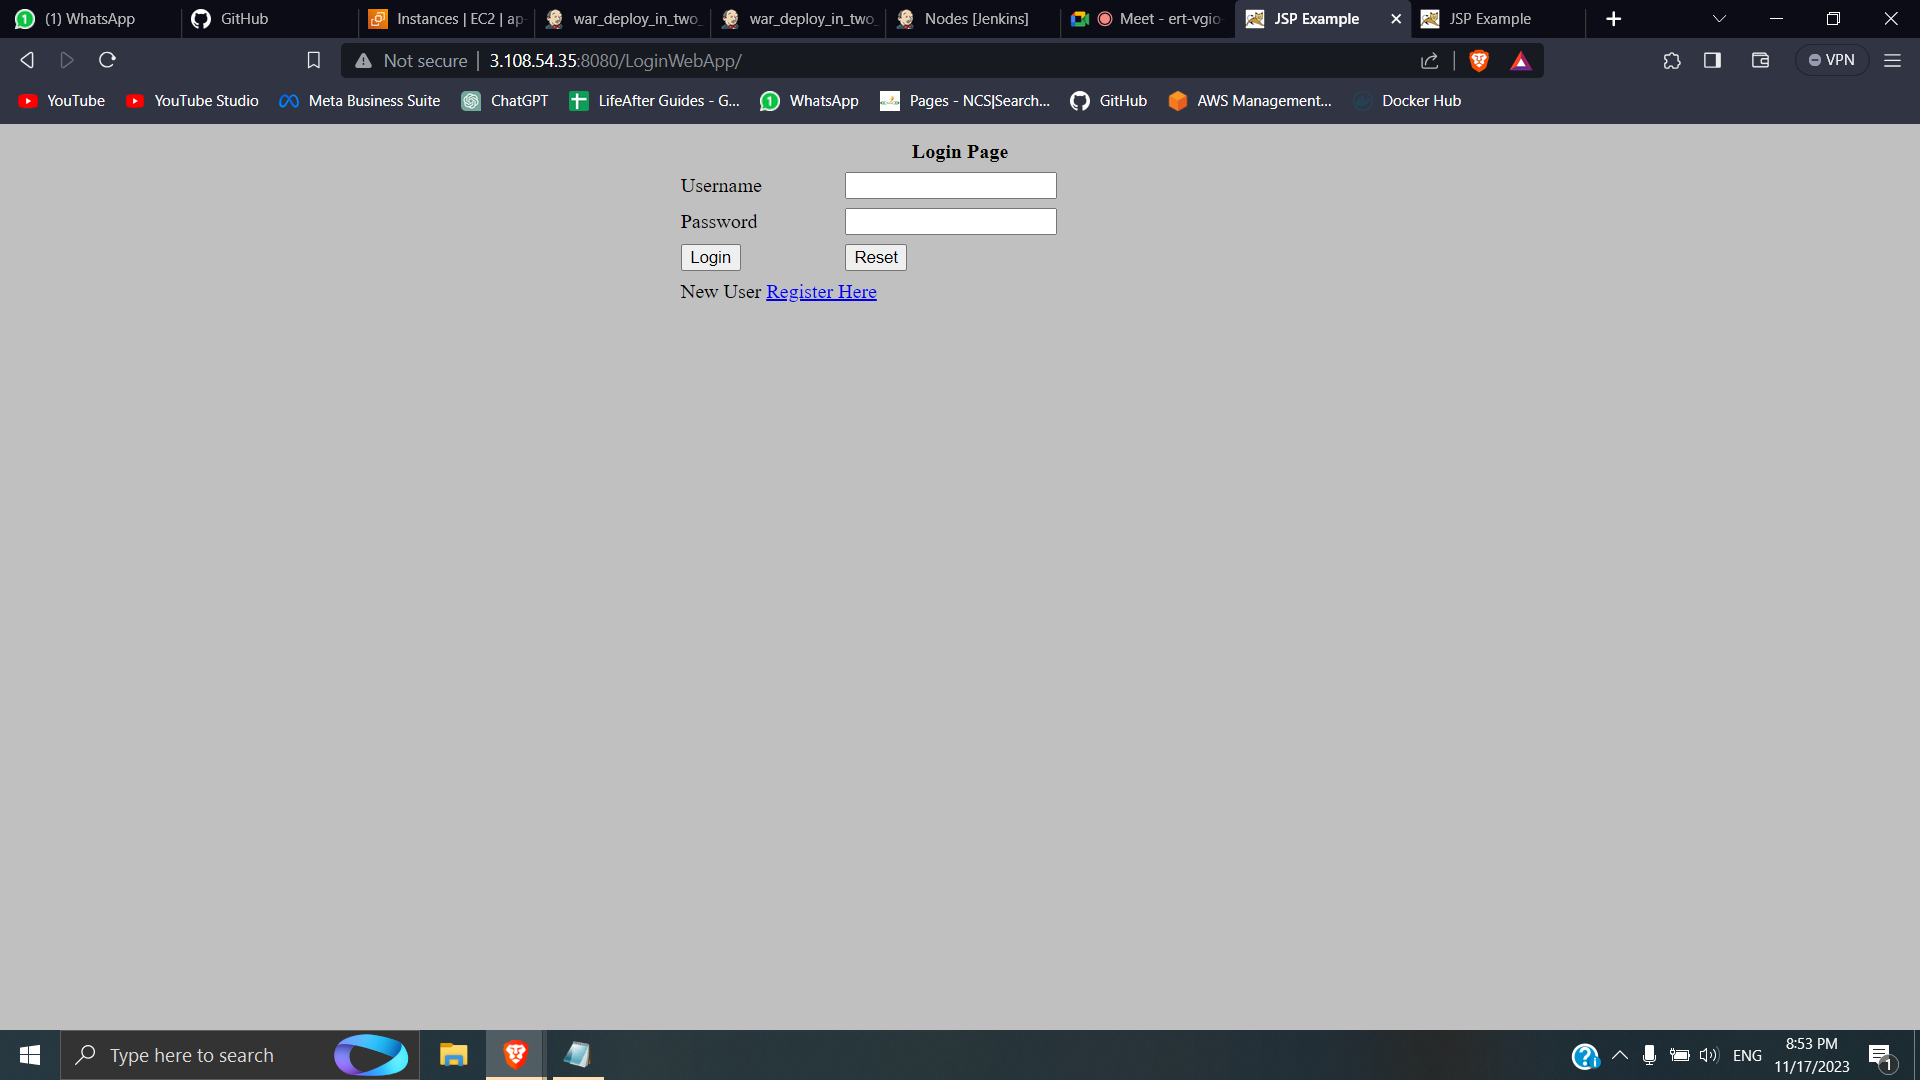 (1) WhatsApp
GitHub
Instances | EC2 | ap-
war_deploy_in_two_
war_deploy_in_two_
Nodes [Jenkins]
Meet - ert-vgio-
JSP Example
JSP Example
Not secure
3.108.54.35:8080/LoginWebApp/
VPN
YouTube
YouTube Studio
Meta Business Suite
ChatGPT
LifeAfter Guides - G...
WhatsApp
Pages - NCS|Search...
GitHub
AWS Management...
Docker Hub
Login Page
Username
Password
Login Reset
New User Register Here
Type here to search
ENG
8:53 PM
11/17/2023
1